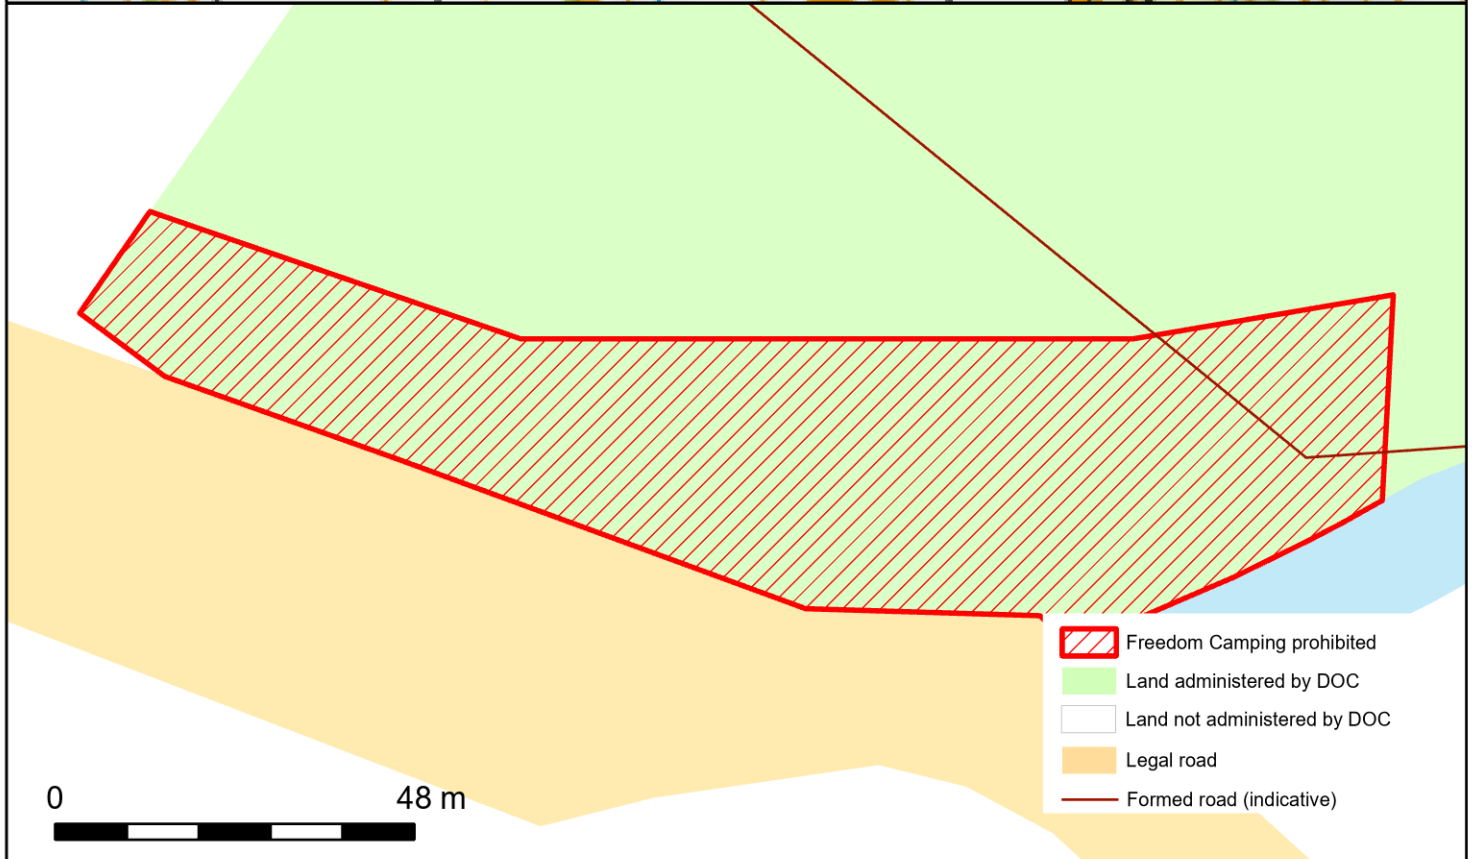 Freedom Camping prohibited
Land administered by DOC
Land not administered by DOC
Legal road
Formed road (indicative)
0 48 m